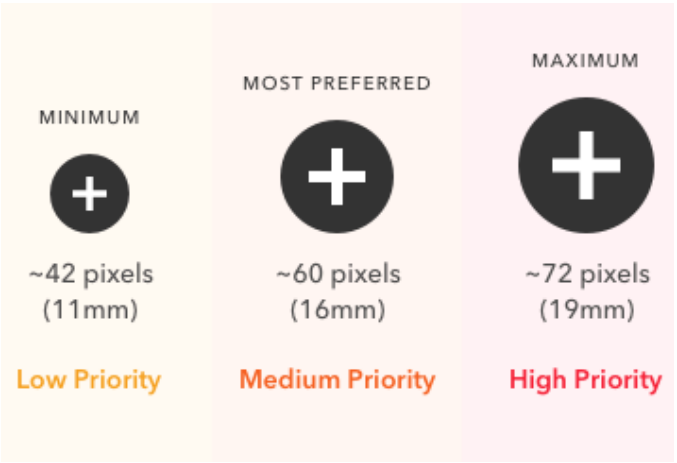 MINIMUM
~42 pixels
(11mm)
Low Priority
MOST PREFERRED
~60 pixels
(16mm)
Medium Priority
MAXIMUM
~72 pixels
(19mm)
High Priority